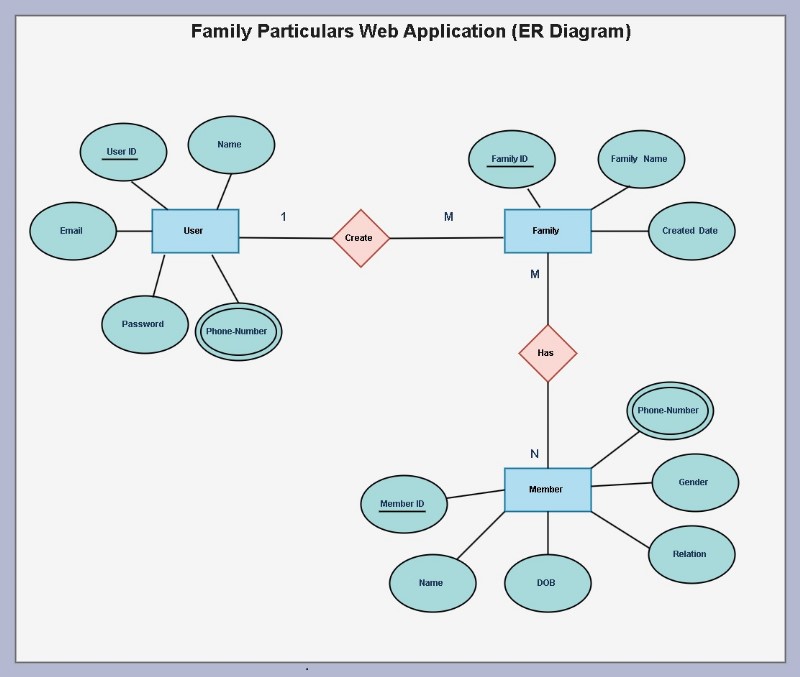 Family Particulars Web Application (ER Diagram)
User ID
Name
Family ID
Family Name
Email
User
1
Create
M
Family
Created Date
M
Password
Phone-Number
Has
Phone-Number
N
Member
Gender
Member ID
Relation
Name
DOB